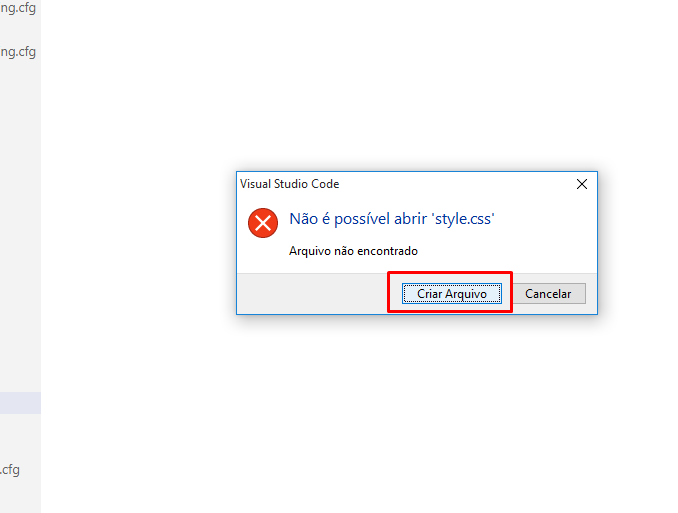 ng.cfg
ng.cfg
Visual Studio Code
Não é possível abrir 'style.css'
Arquivo não encontrado
Criar Arquivo
Cancelar
.cfg